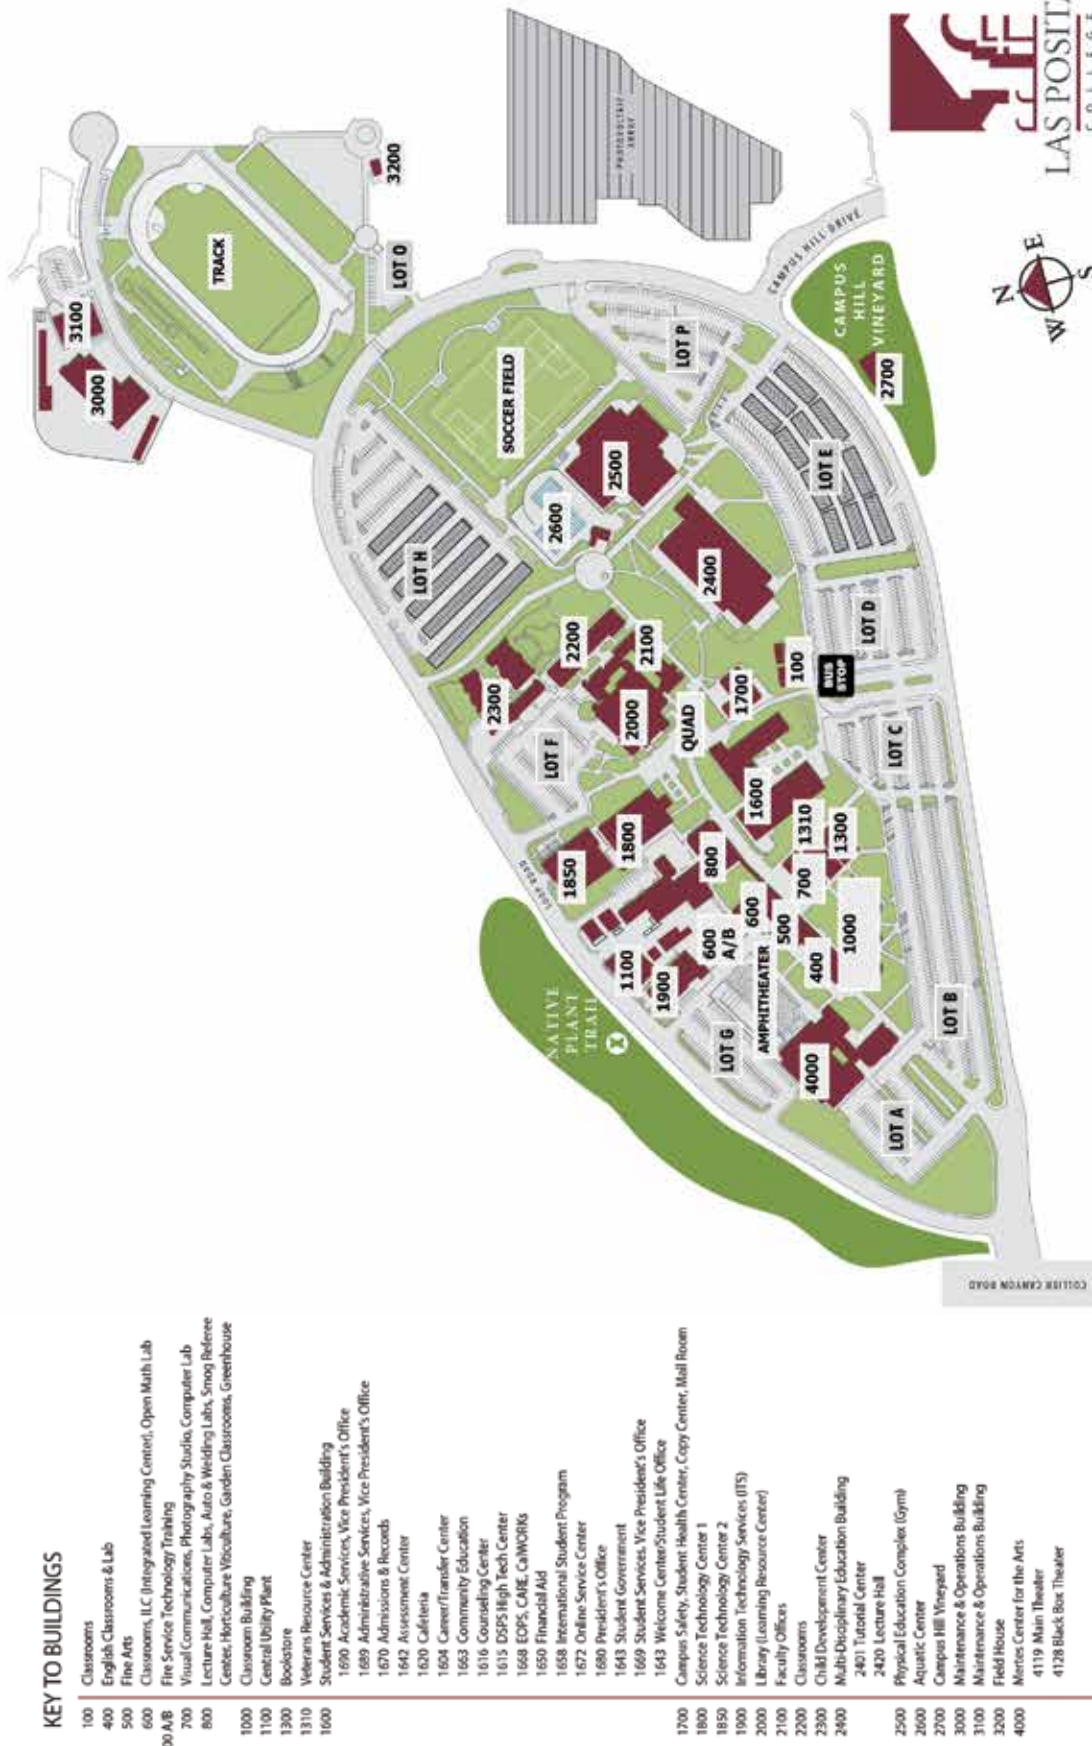 KEY TO BUILDINGS
100 Classrooms
400 English Classrooms & Lab
500 Fine Arts
600 Classrooms, ILC (Integrated Learning Center), Open Math Lab
00 A/B Fire Service Technology Training
700 Visual Communications, Photography Studio, Computer Lab
800 Lecture Hall, Computer Labs, Auto & Welding Labs, Smog Referee
Center, Horticulture/Viticulture, Garden Classrooms, Greenhouse
1000 Classroom Building
1100 Central Utility Plant
1300 Bookstore
1310 Veterans Resource Center
1600 Student Services & Administration Building
1690 Academic Services, Vice President's Office
1689 Administrative Services, Vice President's Office
1670 Admissions & Records
1642 Assessment Center
1620 Cafeteria
1604 Career/Transfer Center
1663 Community Education
1616 Counseling Center
1615 DSPS High Tech Center
1668 EOPS, CARE, CalWORKs
1650 Financial Aid
1658 International Student Program
1672 Online Service Center
1680 President's Office
1643 Student Government
1669 Student Services, Vice President's Office
1643 Welcome Center/Student Life Office
1700 Campus Safety, Student Health Center, Copy Center, Mail Room
1800 Science Technology Center 1
1850 Science Technology Center 2
1900 Information Technology Services (ITS)
2000 Library (Learning Resource Center)
2100 Faculty Offices
2200 Classrooms
2300 Child Development Center
2400 Multi-Disciplinary Education Building
2401 Tutorial Center
2420 Lecture Hall
2500 Physical Education Complex (Gym)
2600 Aquatic Center
2700 Campus Hill Vineyard
3000 Maintenance & Operations Building
3100 Maintenance & Operations Building
3200 Field House
4000 Mertes Center for the Arts
4119 Main Theater
4128 Black Box Theater
3100
3000
TRACK
3200
LOT O
PHOTOVOLTAIC
ARRAY
LOT H
SOCCER FIELD
LOT P
CAMPUS HILL DRIVE
CAMPUS
HILL
VINEYARD
2700
2600
2500
2400
LOT E
2300
2200
2100
2000
LOT F
QUAD
1700
100
BUS
STOP
LOT D
LOOP ROAD
1850
1800
800
1600
1310
1300
700
LOT C
NATIVE
PLANT
TRAIL
1100
1900
600
A/B
600
500
AMPHITHEATER
400
1000
LOT G
4000
LOT B
LOT A
COLLIER CANYON ROAD
N
E
S
W
LAS POSITA
COLLEGE